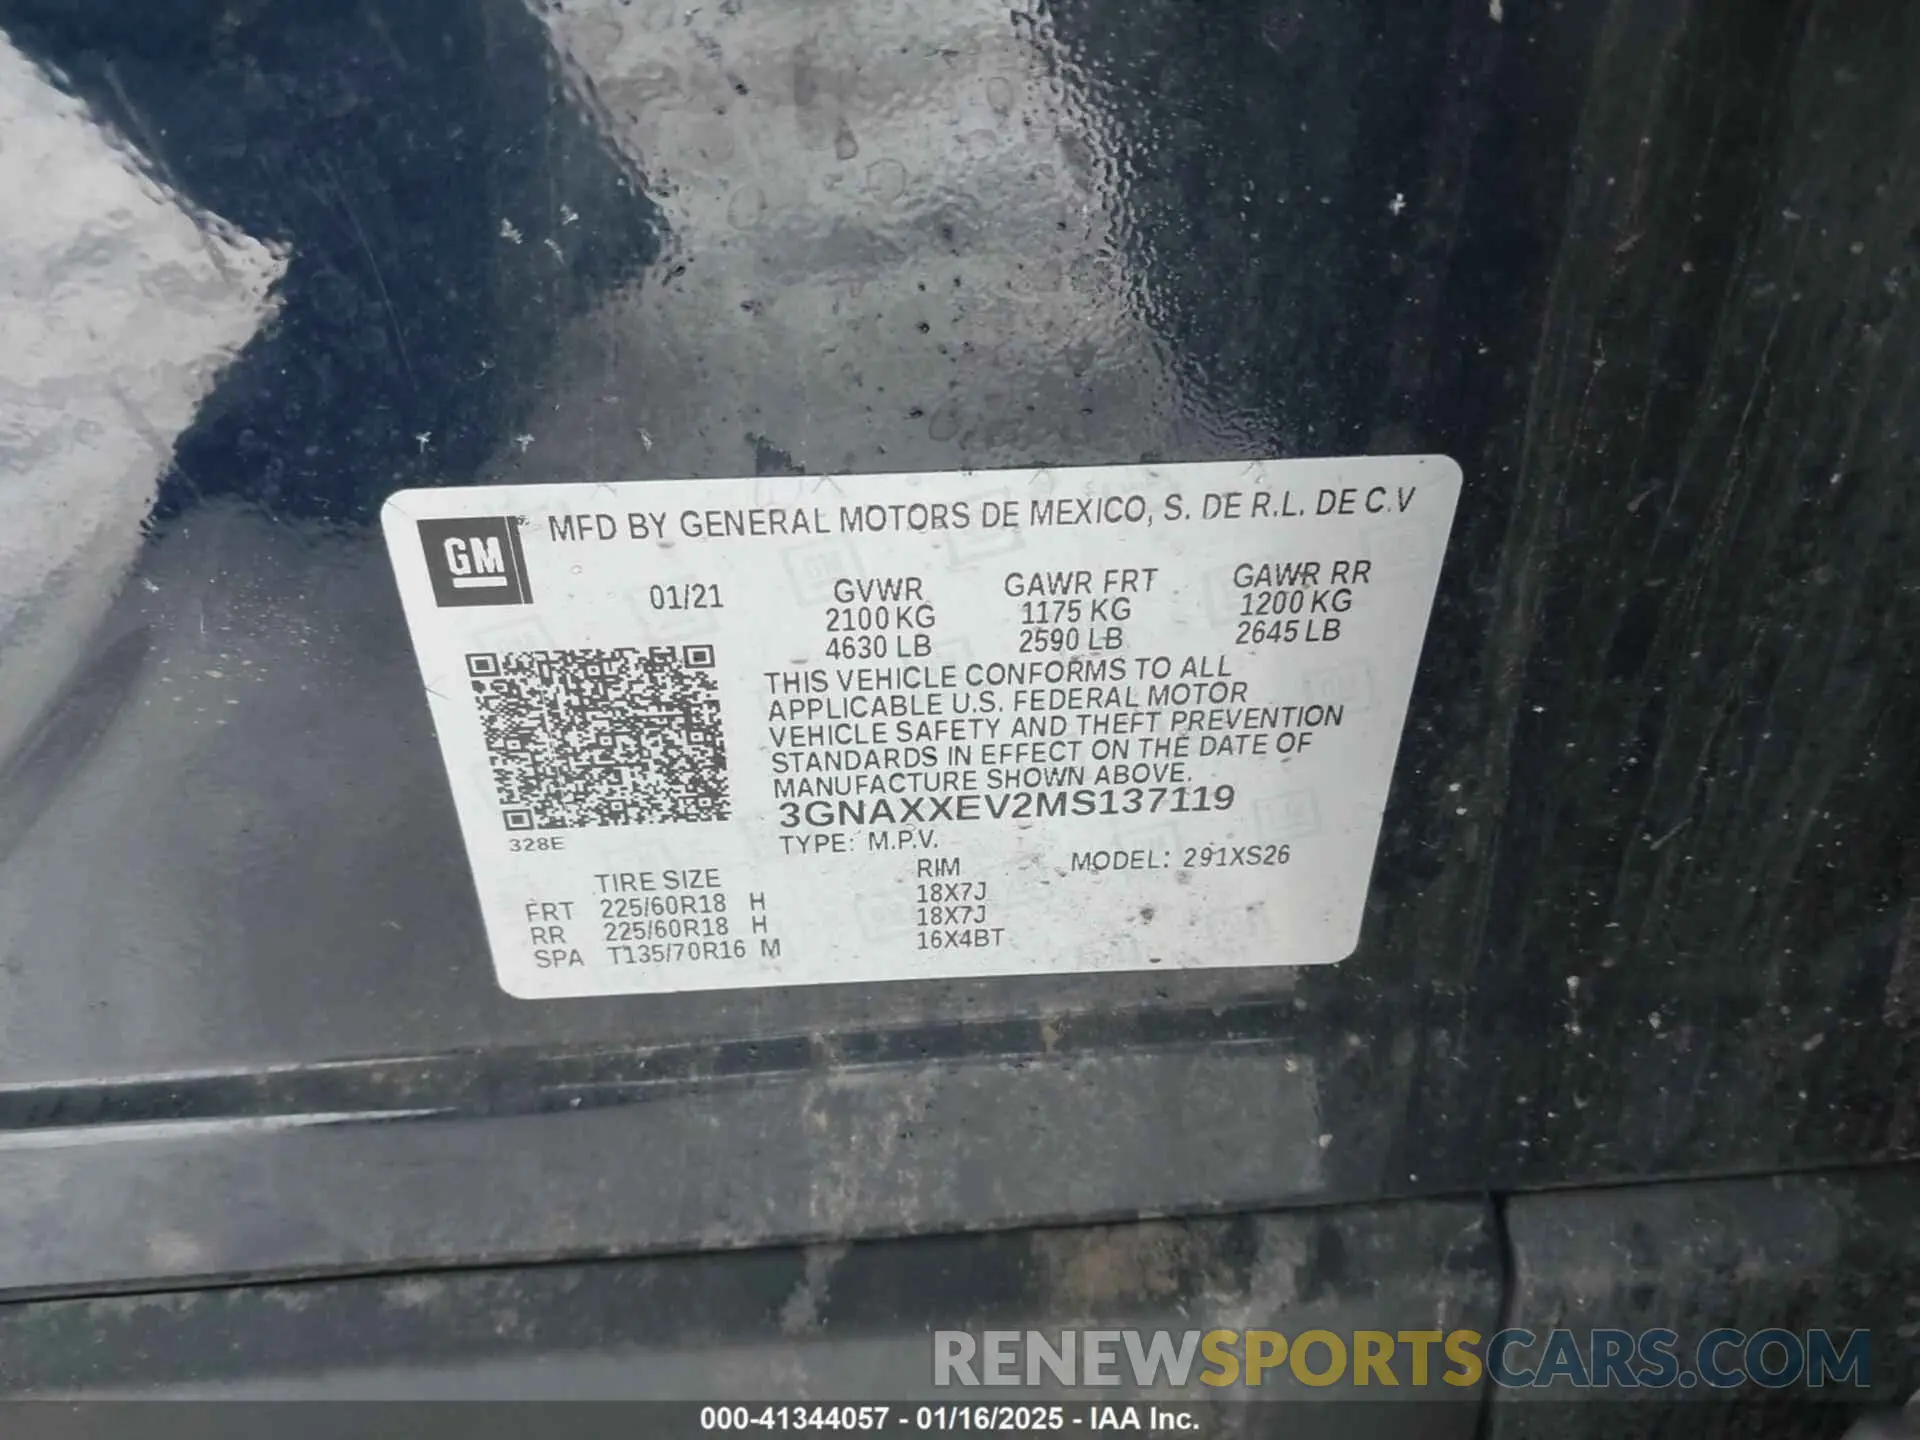 GM
MFD BY GENERAL MOTORS DE MEXICO, S. DE R.L. DE C.V
01/21 GVWR GAWR FRT GAWR RR
2100 KG 1175 KG 1200 KG
4630 LB 2590 LB 2645 LB
THIS VEHICLE CONFORMS TO ALL
APPLICABLE U.S. FEDERAL MOTOR
VEHICLE SAFETY AND THEFT PREVENTION
STANDARDS IN EFFECT ON THE DATE OF
MANUFACTURE SHOWN ABOVE.
3GNAXXEV2MS137119
328E
TYPE: M.P.V.
MODEL: 291XS26
TIRE SIZE RIM
FRT 225/60R18 H 18X7J
RR 225/60R18 H 18X7J
SPA T135/70R16 M 16X4BT
RENEWSPORTSCARS.COM
000-41344057 - 01/16/2025 - IAA Inc.